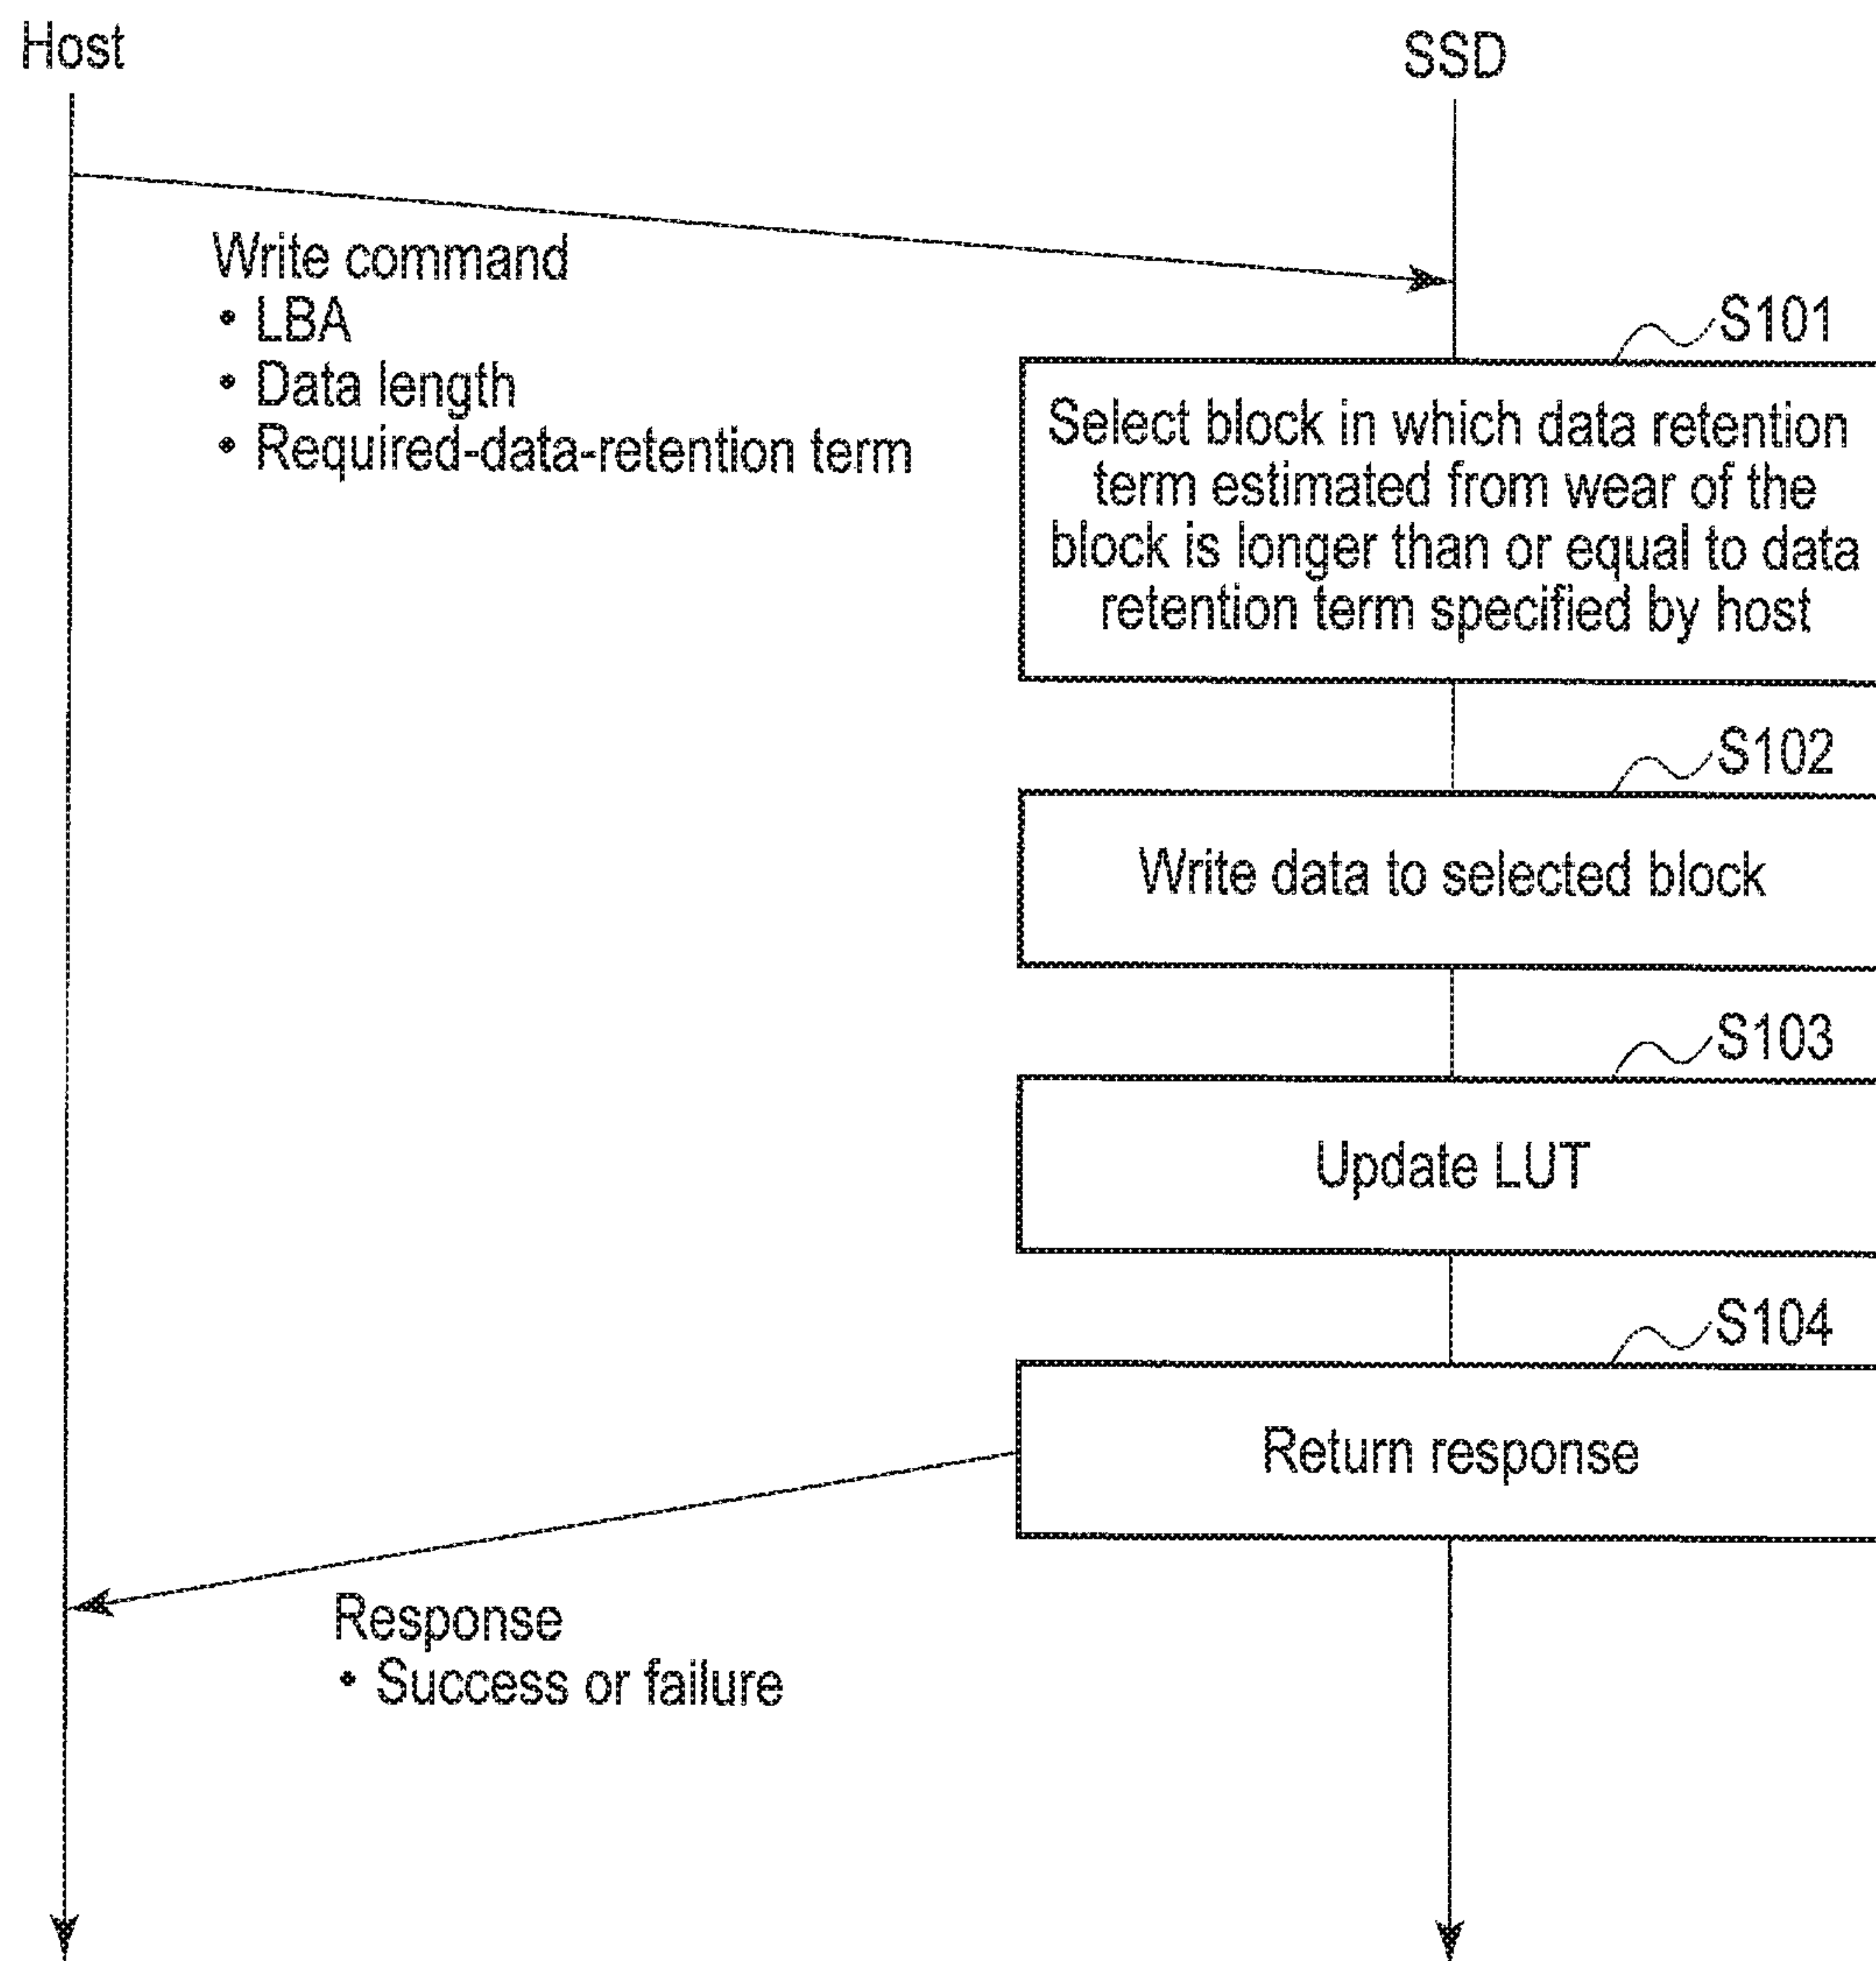 Host
SSD
Write command
• LBA
• Data length
• Required-data-retention term
S101
Select block in which data retention
term estimated from wear of the
block is longer than or equal to data
retention term specified by host
S102
Write data to selected block
S103
Update LUT
S104
Return response
Response
• Success or failure